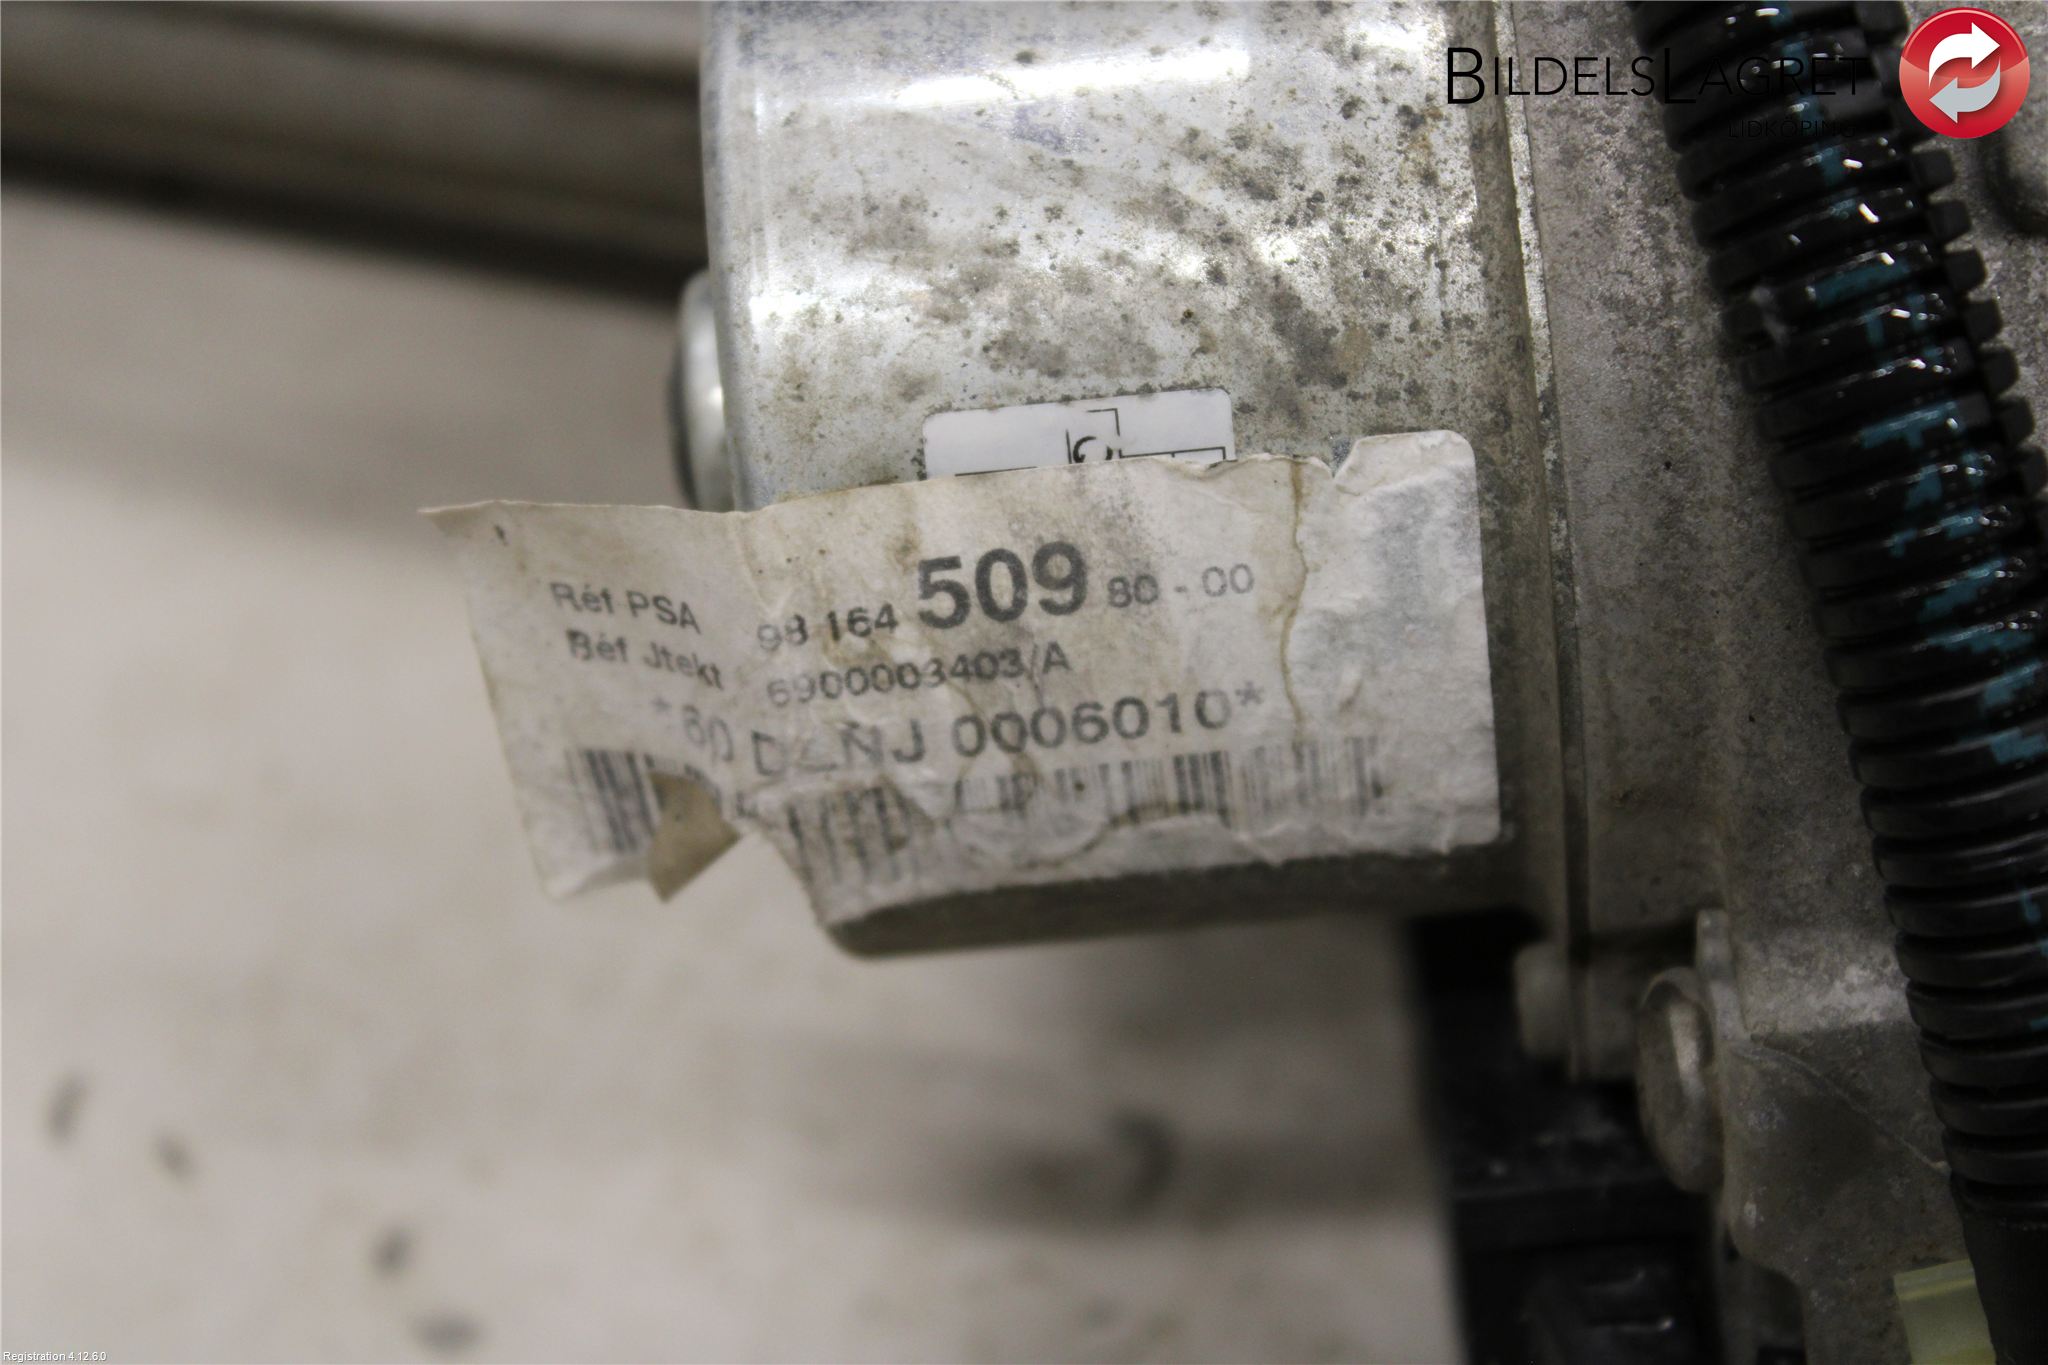 BILDELSLAGRET
LIDKÖPING
Réf PSA 98 164 509 80 - 00
Réf Jtekt 6900003403/A
0006010*
Registration 4.12.6.0